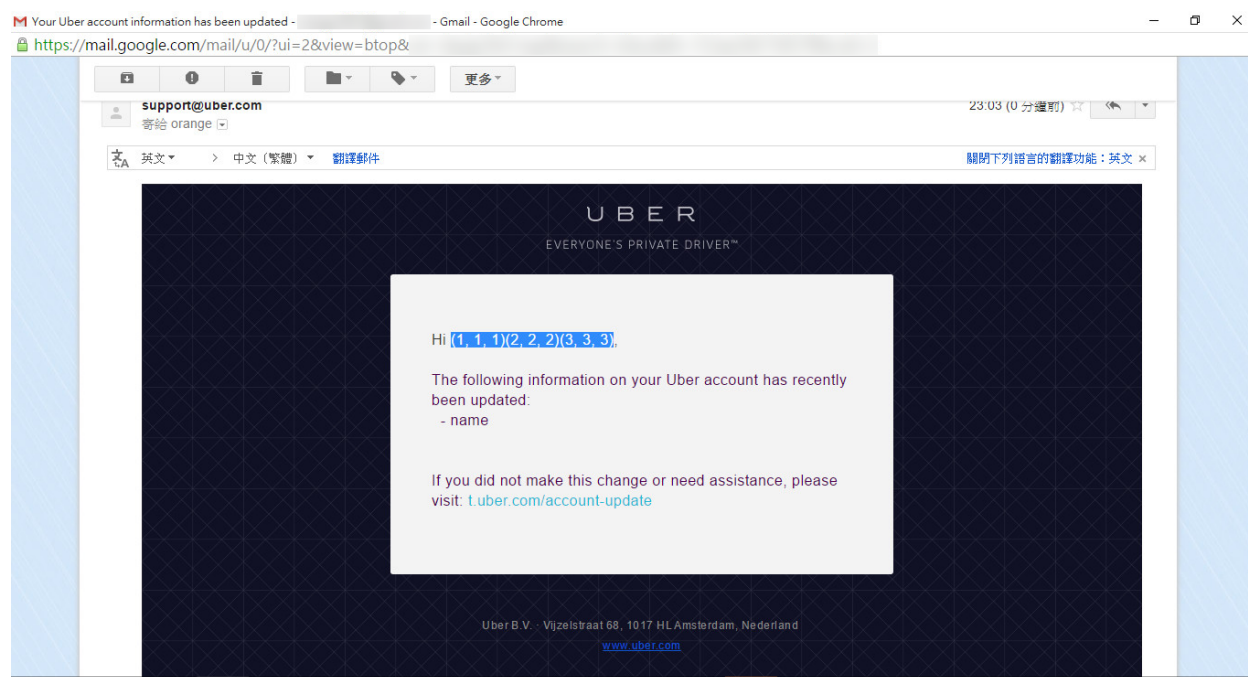 Your Uber account information has been updated - - Gmail - Google Chrome
https://mail.google.com/mail/u/0/?ui=2&view=btop&
更多
support@uber.com
23:03 (0 分鐘前)
寄給 orange
英文 > 中文（繁體） 翻譯郵件
關閉下列語言的翻譯功能：英文 ×
UBER
EVERYONE'S PRIVATE DRIVER™
Hi (1, 1, 1)(2, 2, 2)(3, 3, 3),
The following information on your Uber account has recently
been updated:
- name
If you did not make this change or need assistance, please
visit: t.uber.com/account-update
Uber B.V. - Vijzelstraat 68, 1017 HL Amsterdam, Nederland
www.uber.com